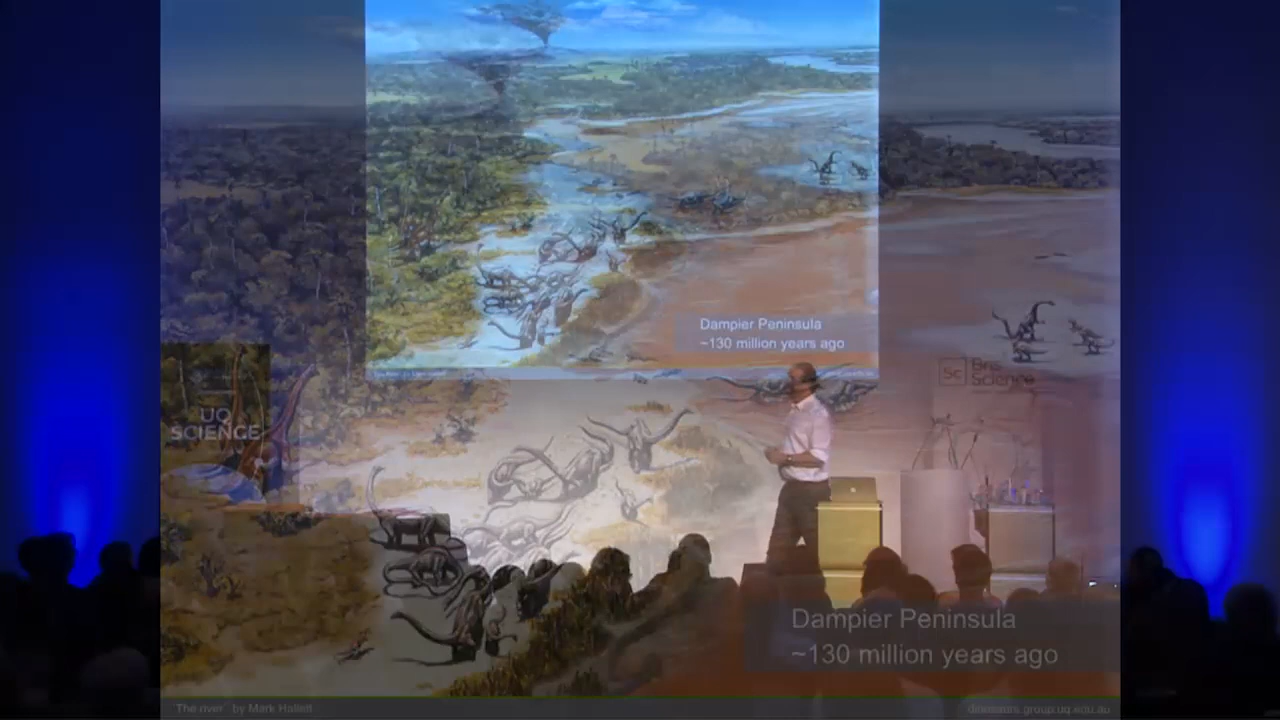 Dampier Peninsula
~130 million years ago
UQ
SCIENCE
Sc
Bris
Science
Dampier Peninsula
~130 million years ago
'The river' by Mark Hallett
dinosaurs.group.uq.edu.au